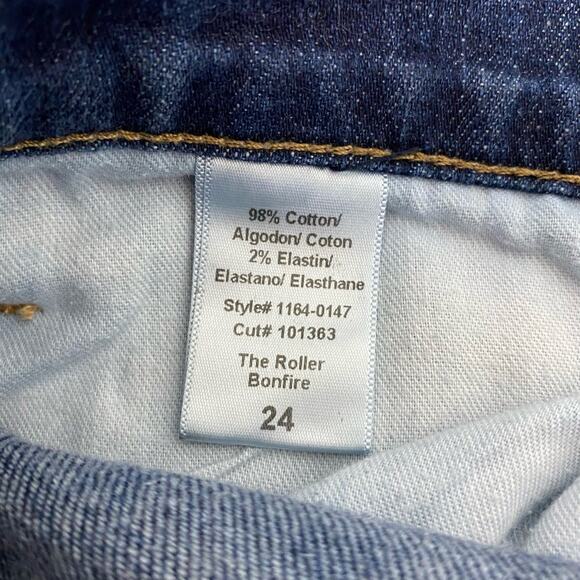 98% Cotton/
Algodon/ Coton
2% Elastin/
Elastano/ Elasthane
Style# 1164-0147
Cut# 101363
The Roller
Bonfire
24